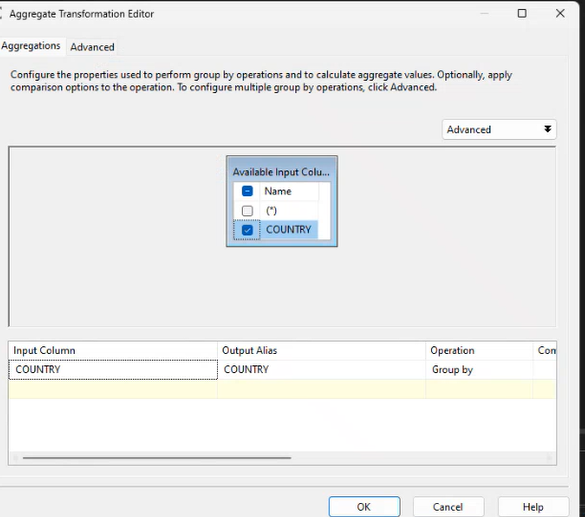 Aggregate Transformation Editor
Aggregations Advanced
Configure the properties used to perform group by operations and to calculate aggregate values. Optionally, apply
comparison options to the operation. To configure multiple group by operations, click Advanced.
Advanced
Available Input Colu...
Name
(*)
COUNTRY
Input Column Output Alias Operation Com
COUNTRY COUNTRY Group by
OK Cancel Help